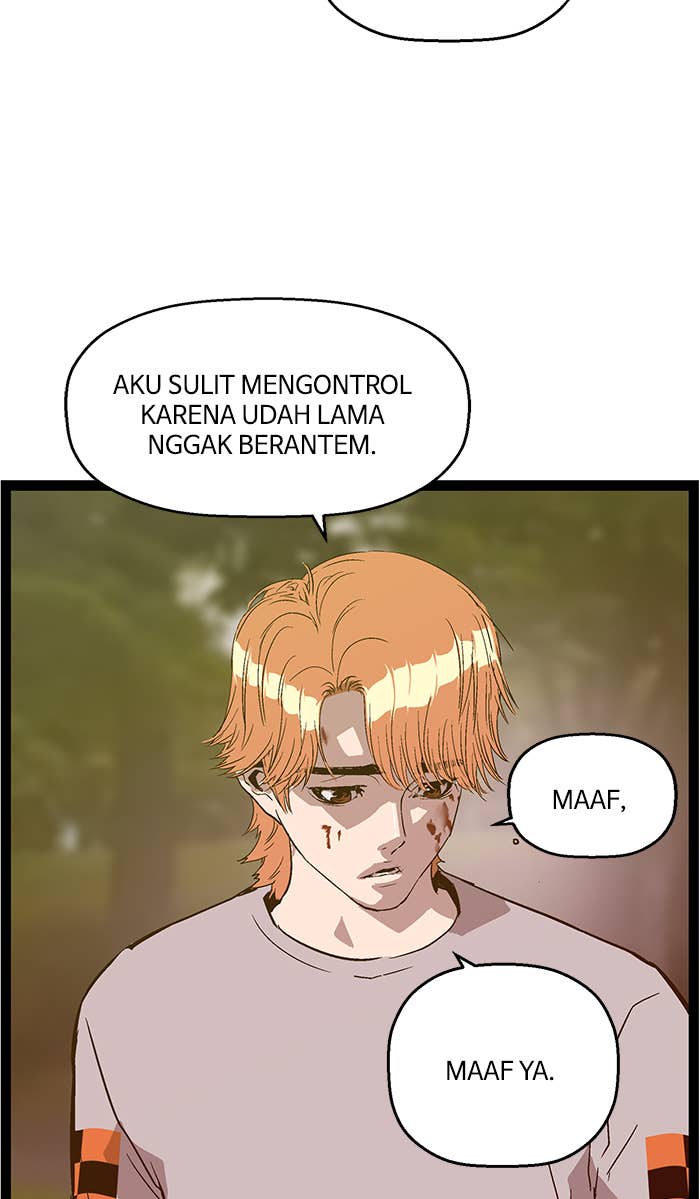 AKU SULIT MENGONTROL
KARENA UDAH LAMA
NGGAK BERANTEM.
MAAF,
MAAF YA.